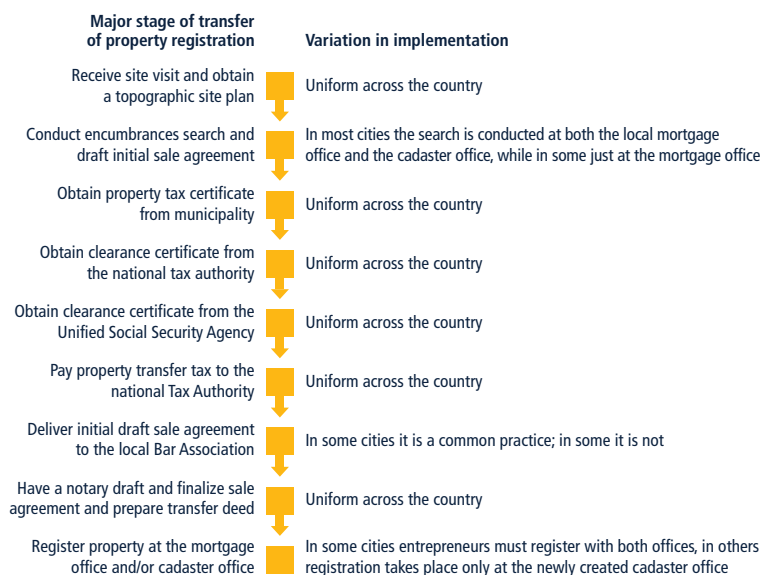 Major stage of transfer
of property registration
Variation in implementation
Receive site visit and obtain
a topographic site plan
Uniform across the country
Conduct encumbrances search and
draft initial sale agreement
In most cities the search is conducted at both the local mortgage
office and the cadaster office, while in some just at the mortgage office
Obtain property tax certificate
from municipality
Uniform across the country
Obtain clearance certificate from
the national tax authority
Uniform across the country
Obtain clearance certificate from the
Unified Social Security Agency
Uniform across the country
Pay property transfer tax to the
national Tax Authority
Uniform across the country
Deliver initial draft sale agreement
to the local Bar Association
In some cities it is a common practice; in some it is not
Have a notary draft and finalize sale
agreement and prepare transfer deed
Uniform across the country
Register property at the mortgage
office and/or cadaster office
In some cities entrepreneurs must register with both offices, in others
registration takes place only at the newly created cadaster office